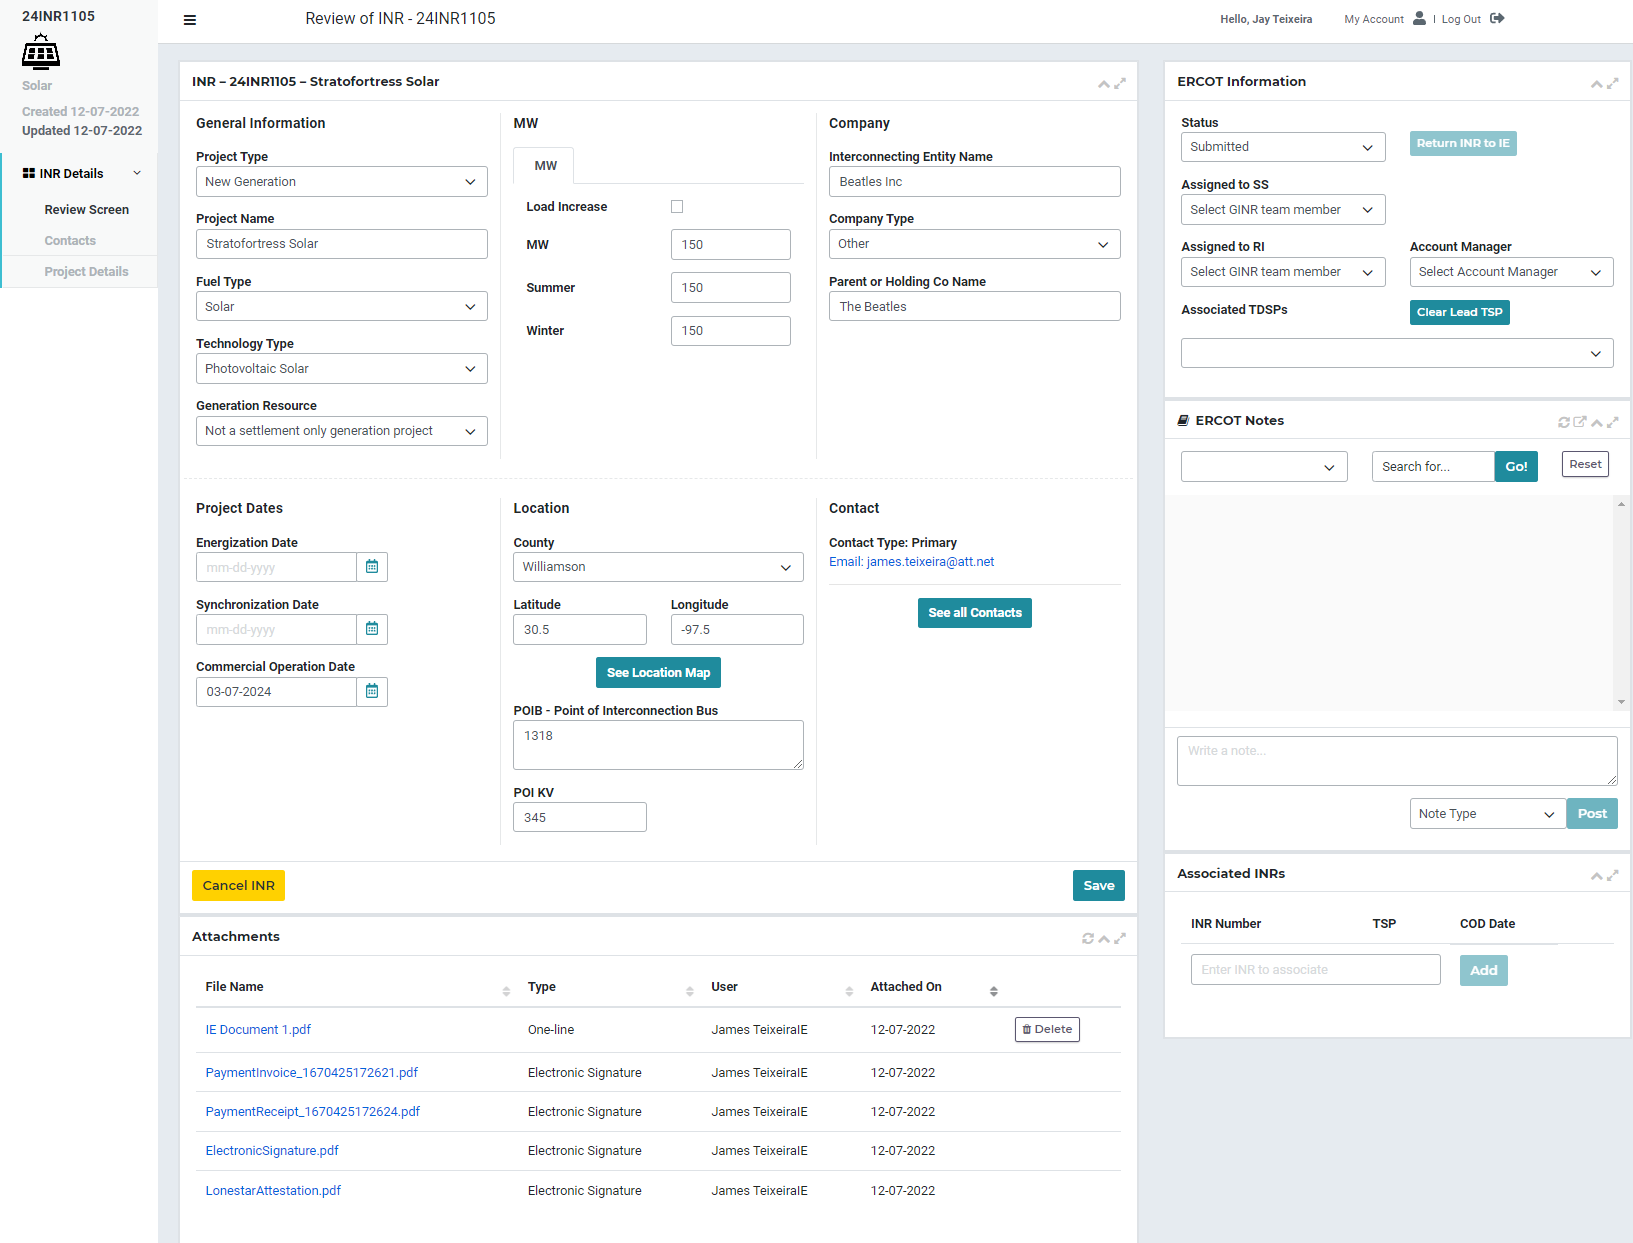 24INR1105
Solar
Created 12-07-2022
Updated 12-07-2022
INR Details
Review Screen
Contacts
Project Details
Review of INR - 24INR1105
Hello, Jay Teixeira
My Account
|
Log Out
INR – 24INR1105 – Stratofortress Solar
General Information
Project Type
New Generation
Project Name
Stratofortress Solar
Fuel Type
Solar
Technology Type
Photovoltaic Solar
Generation Resource
Not a settlement only generation project
MW
MW
Load Increase
MW
150
Summer
150
Winter
150
Company
Interconnecting Entity Name
Beatles Inc
Company Type
Other
Parent or Holding Co Name
The Beatles
Project Dates
Energization Date
mm-dd-yyyy
Synchronization Date
mm-dd-yyyy
Commercial Operation Date
03-07-2024
Location
County
Williamson
Latitude
Longitude
30.5
-97.5
See Location Map
POIB - Point of Interconnection Bus
1318
POI KV
345
Contact
Contact Type: Primary
Email: james.teixeira@att.net
See all Contacts
Cancel INR
Save
Attachments
File Name Type User Attached On
IE Document 1.pdf One-line James TeixeiraIE 12-07-2022 Delete
PaymentInvoice_1670425172621.pdf Electronic Signature James TeixeiraIE 12-07-2022
PaymentReceipt_1670425172624.pdf Electronic Signature James TeixeiraIE 12-07-2022
ElectronicSignature.pdf Electronic Signature James TeixeiraIE 12-07-2022
LonestarAttestation.pdf Electronic Signature James TeixeiraIE 12-07-2022
ERCOT Information
Status
Submitted
Return INR to IE
Assigned to SS
Select GINR team member
Assigned to RI
Account Manager
Select GINR team member
Select Account Manager
Associated TDSPs
Clear Lead TSP
ERCOT Notes
Search for...
Go!
Reset
Write a note...
Note Type
Post
Associated INRs
INR Number TSP COD Date
Enter INR to associate
Add